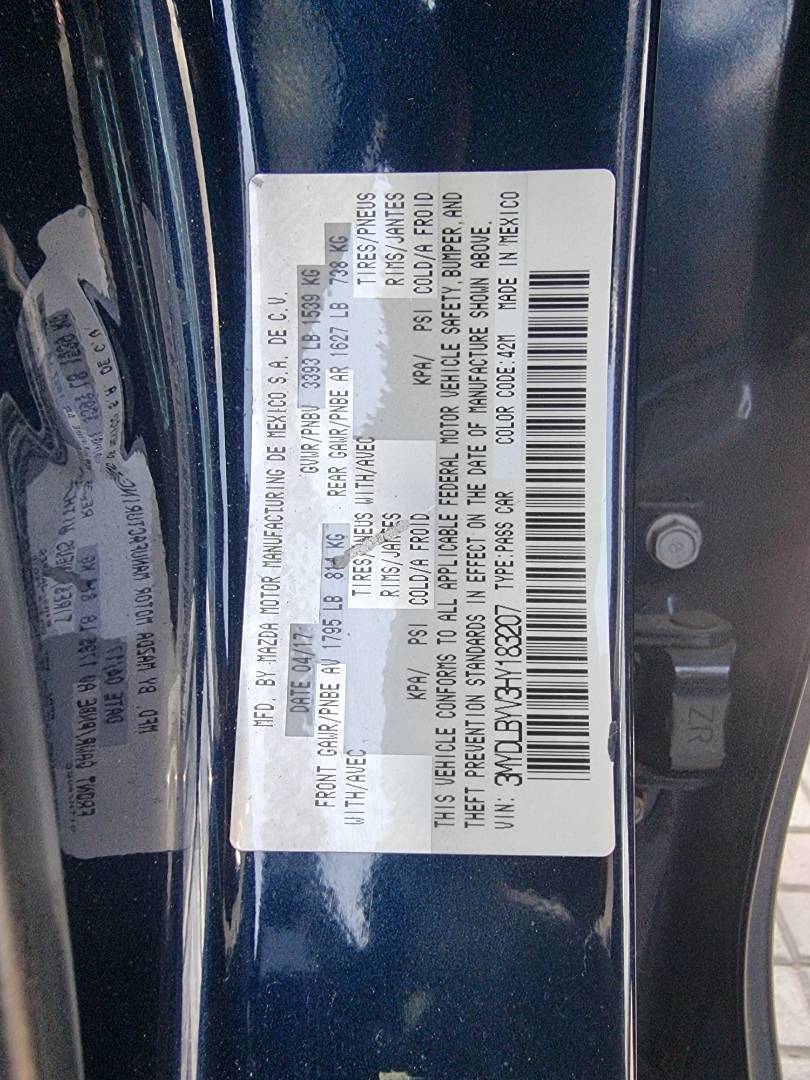 MFD. BY MAZDA MOTOR MANUFACTURING DE MEXICO S.A. DE C.V.
DATE 04/17 GVWR/PNBV 3393 LB 1539 KG
FRONT GAWR/PNBE AV 1795 LB 814 KG REAR GAWR/PNBE AR 1627 LB 738 KG
WITH/AVEC TIRES/PNEUS WITH/AVEC TIRES/PNEUS
RIMS/JANTES RIMS/JANTES
KPA/ PSI COLD/A FROID KPA/ PSI COLD/A FROID
THIS VEHICLE CONFORMS TO ALL APPLICABLE FEDERAL MOTOR VEHICLE SAFETY, BUMPER, AND
THEFT PREVENTION STANDARDS IN EFFECT ON THE DATE OF MANUFACTURE SHOWN ABOVE.
VIN: 3MYDLBYV3HY183207 TYPE:PASS CAR COLOR CODE:42M MADE IN MEXICO
8
ZR